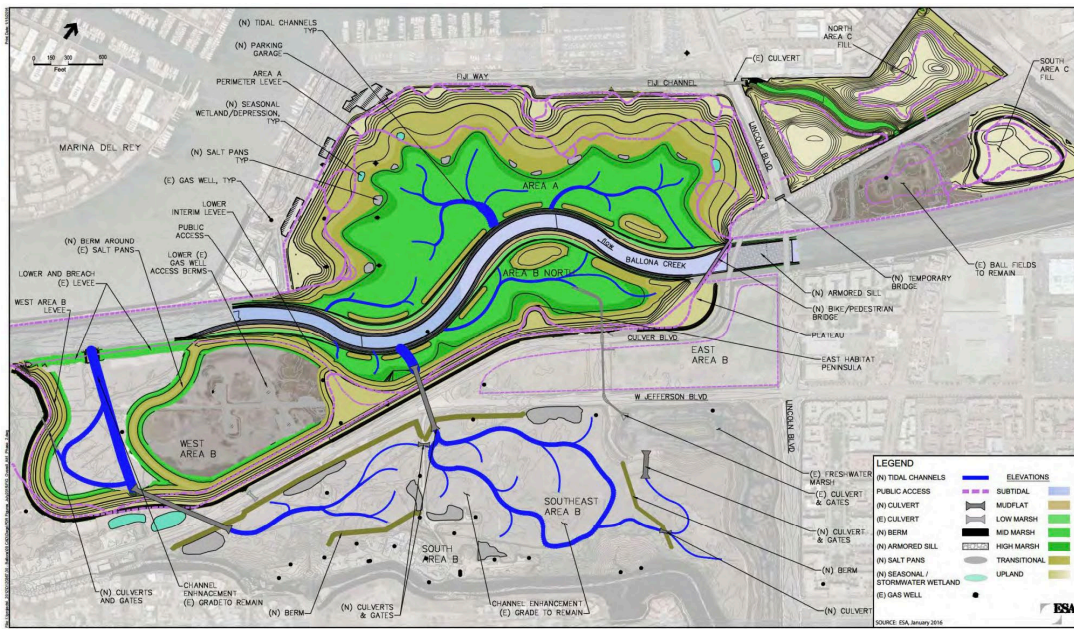 0 150 300 600
Feet
MARINA DEL REY
(N) TIDAL CHANNELS
TYP
(N) PARKING
GARAGE
AREA A
PERIMETER LEVEE
(N) SEASONAL
WETLAND/DEPRESSION,
TYP
(N) SALT PANS
TYP
(E) GAS WELL, TYP
LOWER
INTERIM LEVEE
PUBLIC
ACCESS
LOWER (E)
GAS WELL
ACCESS BERMS
(N) BERM AROUND
(E) SALT PANS
LOWER AND BREACH
(E) LEVEE
WEST AREA B
LEVEE
FIJI WAY
FIJI CHANNEL
(E) CULVERT
NORTH
AREA C
FILL
SOUTH
AREA C
FILL
LINCOLN BLVD
AREA A
AREA B NORTH
BALLONA CREEK
(E) BALL FIELDS
TO REMAIN
(N) TEMPORARY
BRIDGE
(N) ARMORED SILL
(N) BIKE/PEDESTRIAN
BRIDGE
PLATEAU
CULVER BLVD
EAST
AREA B
EAST HABITAT
PENINSULA
W JEFFERSON BLVD
LINCOLN BLVD
WEST
AREA B
SOUTHEAST
AREA B
SOUTH
AREA B
(E) FRESHWATER
MARSH
(E) CULVERT
& GATES
(N) CULVERT
& GATES
(N) BERM
(N) CULVERT
(N) CULVERTS
AND GATES
CHANNEL
ENHNACEMENT
(E) GRADE TO REMAIN
(N) BERM
(N) CULVERTS
& GATES
CHANNEL ENHANCEMENT
(E) GRADE TO REMAIN
LEGEND
(N) TIDAL CHANNELS
PUBLIC ACCESS
(N) CULVERT
(E) CULVERT
(N) BERM
(N) ARMORED SILL
(N) SALT PANS
(N) SEASONAL /
STORMWATER WETLAND
(E) GAS WELL
ELEVATIONS
SUBTIDAL
MUDFLAT
LOW MARSH
MID MARSH
HIGH MARSH
TRANSITIONAL
UPLAND
SOURCE: ESA, January 2016
ESA